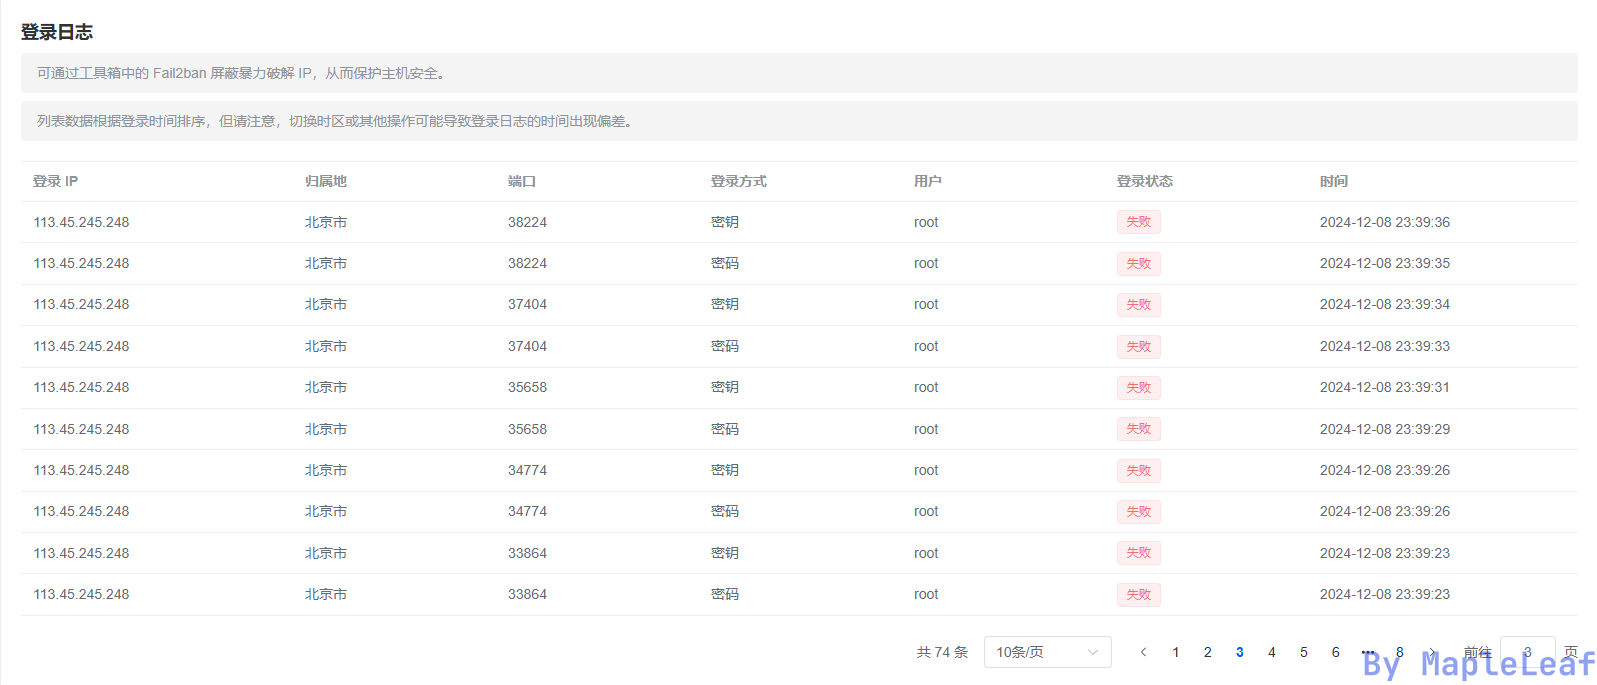 登录日志
可通过工具箱中的 Fail2ban 屏蔽暴力破解 IP，从而保护主机安全。
列表数据根据登录时间排序，但请注意，切换时区或其他操作可能导致登录日志的时间出现偏差。
登录 IP 归属地 端口 登录方式 用户 登录状态 时间
113.45.245.248 北京市 38224 密钥 root 失败 2024-12-08 23:39:36
113.45.245.248 北京市 38224 密码 root 失败 2024-12-08 23:39:35
113.45.245.248 北京市 37404 密钥 root 失败 2024-12-08 23:39:34
113.45.245.248 北京市 37404 密码 root 失败 2024-12-08 23:39:33
113.45.245.248 北京市 35658 密钥 root 失败 2024-12-08 23:39:31
113.45.245.248 北京市 35658 密码 root 失败 2024-12-08 23:39:29
113.45.245.248 北京市 34774 密钥 root 失败 2024-12-08 23:39:26
113.45.245.248 北京市 34774 密码 root 失败 2024-12-08 23:39:26
113.45.245.248 北京市 33864 密钥 root 失败 2024-12-08 23:39:23
113.45.245.248 北京市 33864 密码 root 失败 2024-12-08 23:39:23
共 74 条 10条/页 < 1 2 3 4 5 6 ••• 8 > 前往 3 页
By MapleLeaf